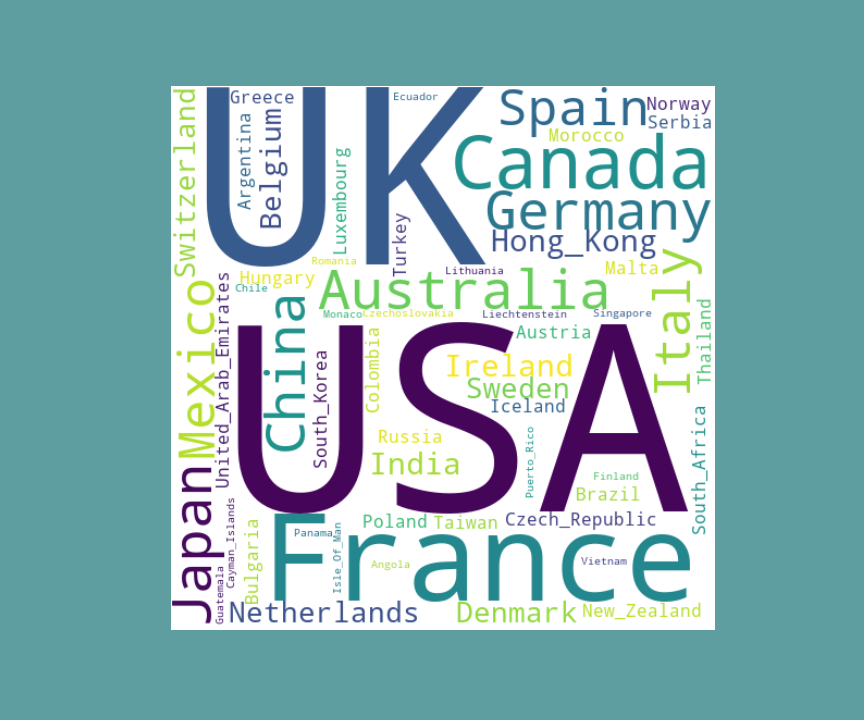 UK
Greece
Ecuador
Spain
Norway
Serbia
Morocco
Switzerland
Argentina
Belgium
Luxembourg
Turkey
Canada
Germany
Hong_Kong
Romania
Lithuania
Malta
Italy
Hungary
Chile
Australia
Monaco
Czechoslovakia
Liechtenstein
Singapore
Mexico
United_Arab_Emirates
China
South_Korea
Colombia
USA
Austria
Ireland
Sweden
Iceland
Thailand
Russia
India
Puerto_Rico
Finland
Brazil
South_Africa
Japan
Guatemala
Cayman_Islands
Bulgaria
Poland
Taiwan
Czech_Republic
France
Panama
Isle_Of_Man
Angola
Vietnam
Netherlands
Denmark
New_Zealand